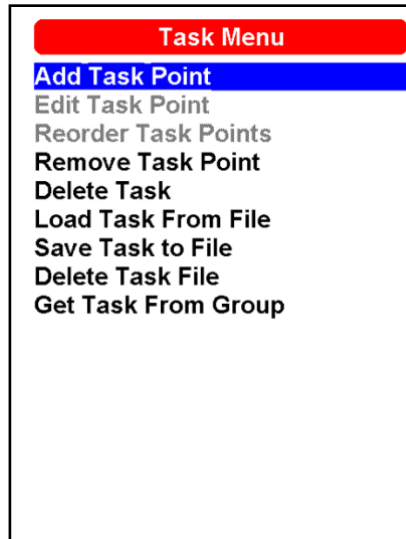 Task Menu
Add Task Point
Edit Task Point
Reorder Task Points
Remove Task Point
Delete Task
Load Task From File
Save Task to File
Delete Task File
Get Task From Group